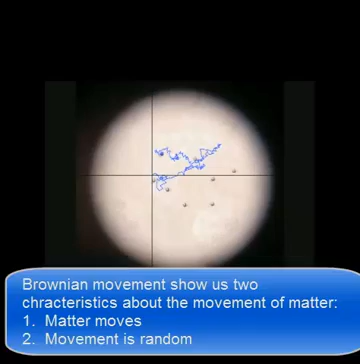 Brownian movement show us two
chracteristics about the movement of matter:
1. Matter moves
2. Movement is random